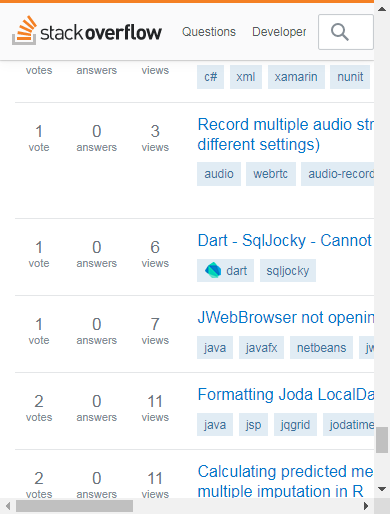 stackoverflow Questions Developer
votes answers views
c# xml xamarin nunit
1 0 3
vote answers views
Record multiple audio str
different settings)
audio webrtc audio-record
1 0 6
vote answers views
Dart - SqlJocky - Cannot
dart sqljocky
1 0 7
vote answers views
JWebBrowser not openin
java javafx netbeans jw
2 0 11
votes answers views
Formatting Joda LocalDa
java jsp jqgrid jodatime
2 0 11
votes answers views
Calculating predicted me
multiple imputation in R